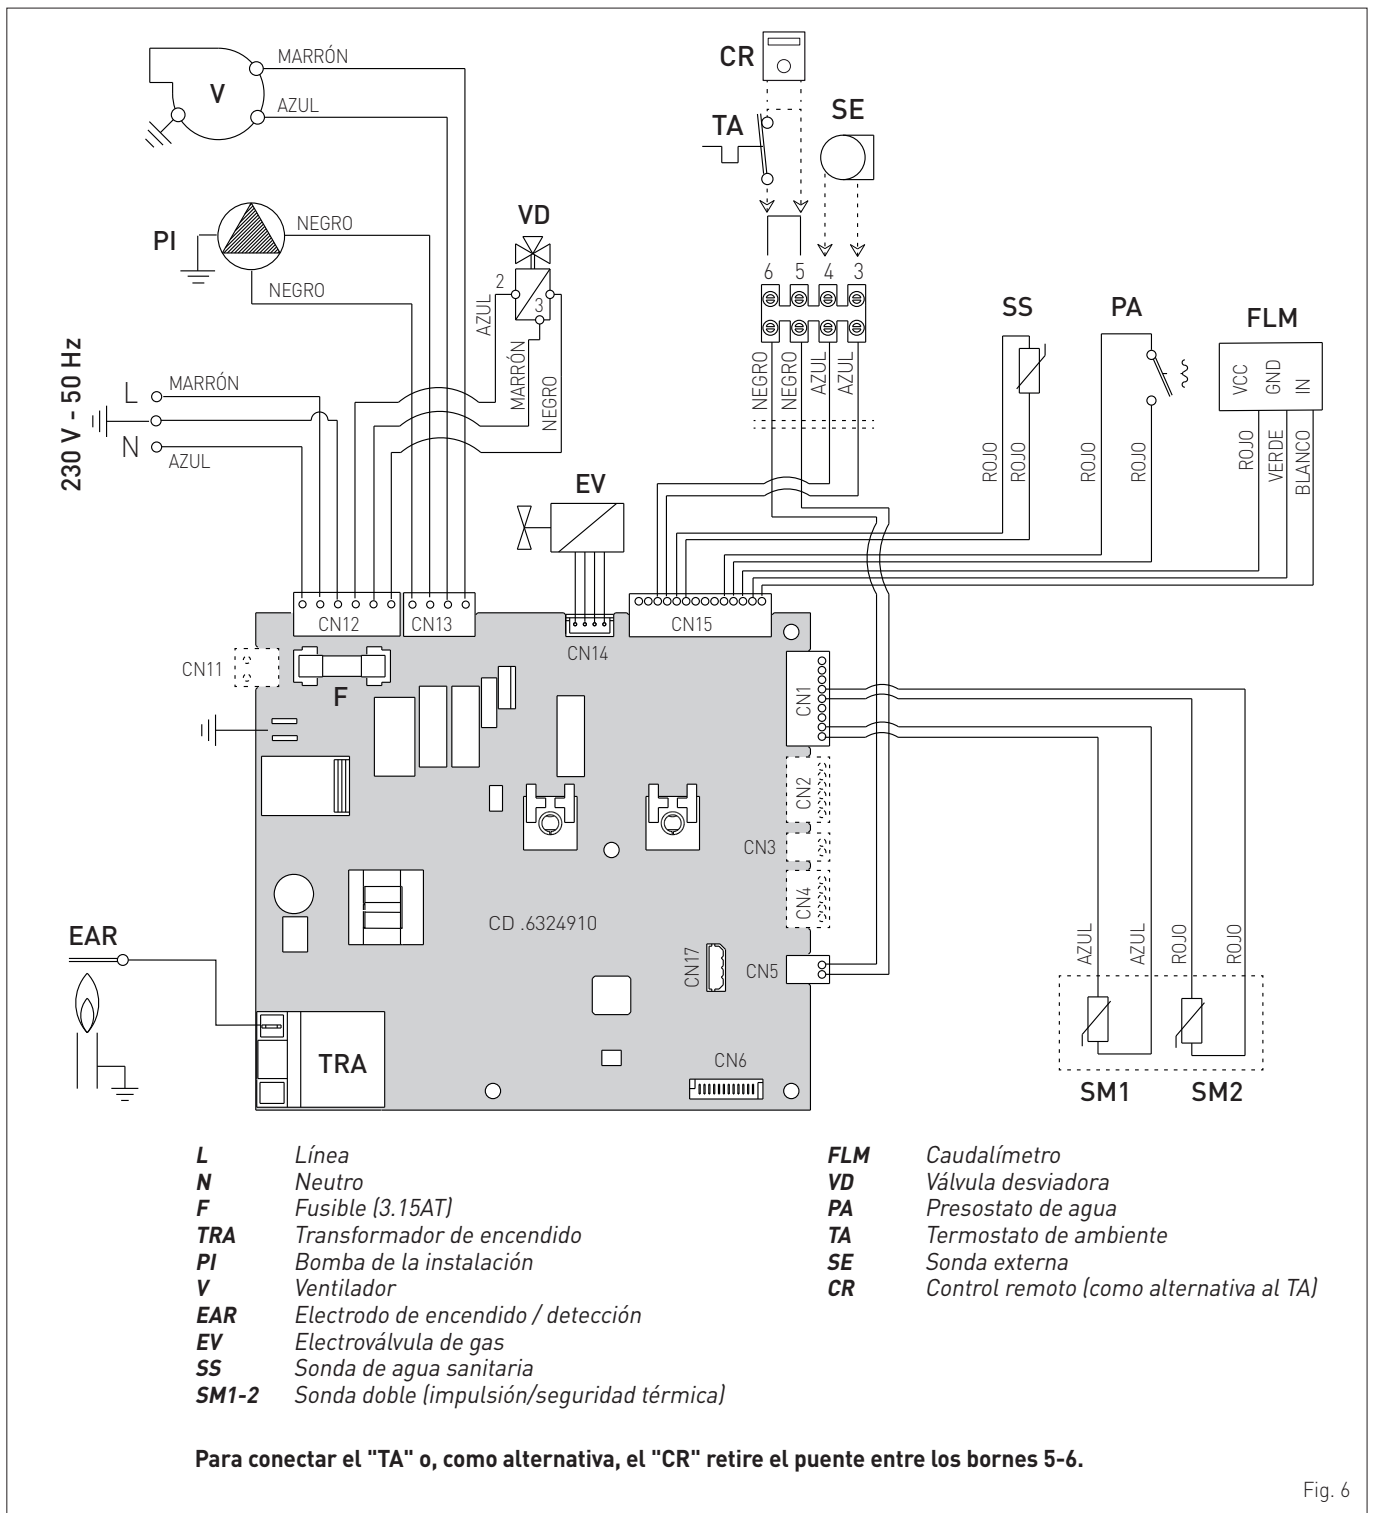 MARRÓN
V
AZUL
CR
TA
SE
PI
NEGRO
NEGRO
VD
2
3
AZUL
MARRÓN
NEGRO
6 5 4 3
NEGRO
NEGRO
AZUL
AZUL
SS
PA
FLM
VCC
GND
IN
ROJO
ROJO
ROJO
ROJO
ROJO
VERDE
BLANCO
230 V - 50 Hz
L
MARRÓN
N
AZUL
EV
CN12
CN13
CN14
CN15
CN11
F
CN1
CN2
CN3
CN4
CD .6324910
CN17
CN5
EAR
TRA
CN6
AZUL
AZUL
ROJO
ROJO
SM1
SM2
L Línea
N Neutro
F Fusible (3.15AT)
TRA Transformador de encendido
PI Bomba de la instalación
V Ventilador
EAR Electrodo de encendido / detección
EV Electroválvula de gas
SS Sonda de agua sanitaria
SM1-2 Sonda doble (impulsión/seguridad térmica)
FLM Caudalímetro
VD Válvula desviadora
PA Presostato de agua
TA Termostato de ambiente
SE Sonda externa
CR Control remoto (como alternativa al TA)
Para conectar el "TA" o, como alternativa, el "CR" retire el puente entre los bornes 5-6.
Fig. 6